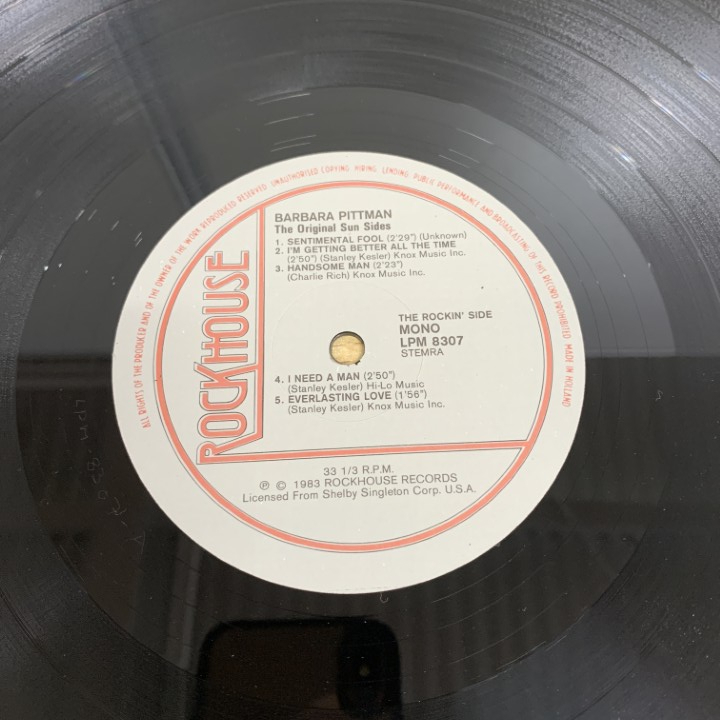 ALL RIGHTS OF THE PRODUCER AND OF THE OWNER OF THE WORK REPRODUCED RESERVED UNAUTHORISED COPYING, HIRING, LENDING, PUBLIC PERFORMANCE AND BROADCASTING OF THIS RECORD PROHIBITED MADE IN HOLLAND
ROCKHOUSE
BARBARA PITTMAN
The Original Sun Sides
1. SENTIMENTAL FOOL (2'29") (Unknown)
2. I'M GETTING BETTER ALL THE TIME
(2'50") (Stanley Kesler) Knox Music Inc.
3. HANDSOME MAN (2'23")
(Charlie Rich) Knox Music Inc.
THE ROCKIN' SIDE
MONO
LPM 8307
STEMRA
4. I NEED A MAN (2'50")
(Stanley Kesler) Hi-Lo Music
5. EVERLASTING LOVE (1'56")
(Stanley Kesler) Knox Music Inc.
33 1/3 R.P.M.
℗ © 1983 ROCKHOUSE RECORDS
Licensed From Shelby Singleton Corp. U.S.A.